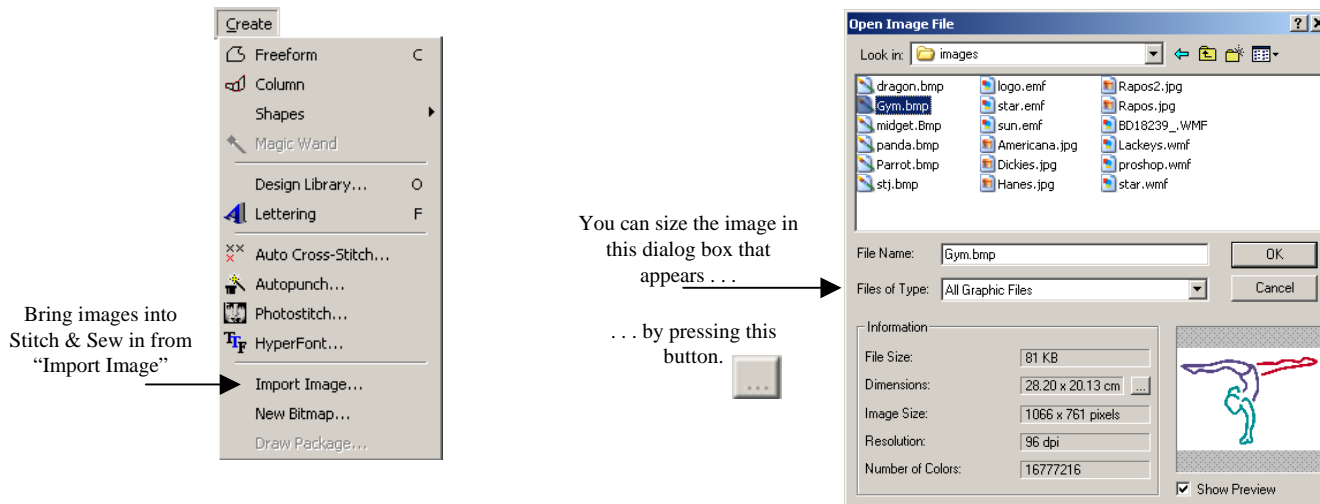 Create
Freeform C
Column
Shapes
Magic Wand
Design Library... O
Lettering F
Auto Cross-Stitch...
Autopunch...
Photostitch...
HyperFont...
Import Image...
New Bitmap...
Draw Package...
Bring images into
Stitch & Sew in from
“Import Image”
You can size the image in
this dialog box that
appears . . .
. . . by pressing this
button.
...
Open Image File
Look in: images
dragon.bmp logo.emf Rapos2.jpg
Gym.bmp star.emf Rapos.jpg
midget.Bmp sun.emf BD18239_.WMF
panda.bmp Americana.jpg Lackeys.wmf
Parrot.bmp Dickies.jpg proshop.wmf
stj.bmp Hanes.jpg star.wmf
File Name: Gym.bmp OK
Files of Type: All Graphic Files Cancel
Information
File Size: 81 KB
Dimensions: 28.20 x 20.13 cm ...
Image Size: 1066 x 761 pixels
Resolution: 96 dpi
Number of Colors: 16777216
Show Preview